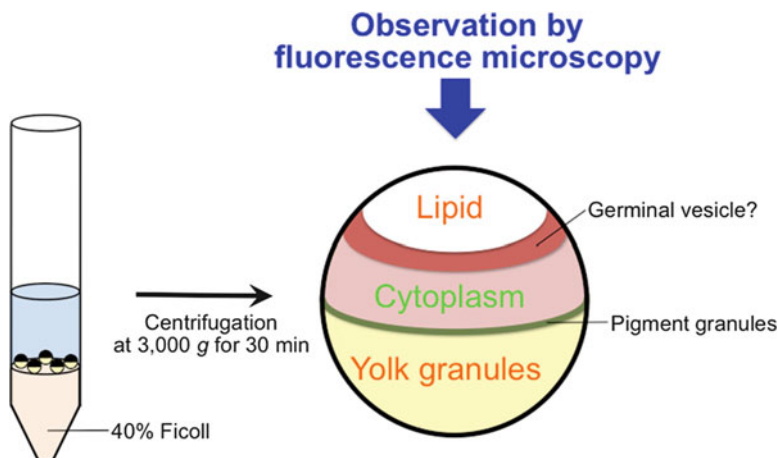 Observation by
fluorescence microscopy
Lipid
Germinal vesicle?
Cytoplasm
Centrifugation
at 3,000 g for 30 min
Pigment granules
Yolk granules
40% Ficoll